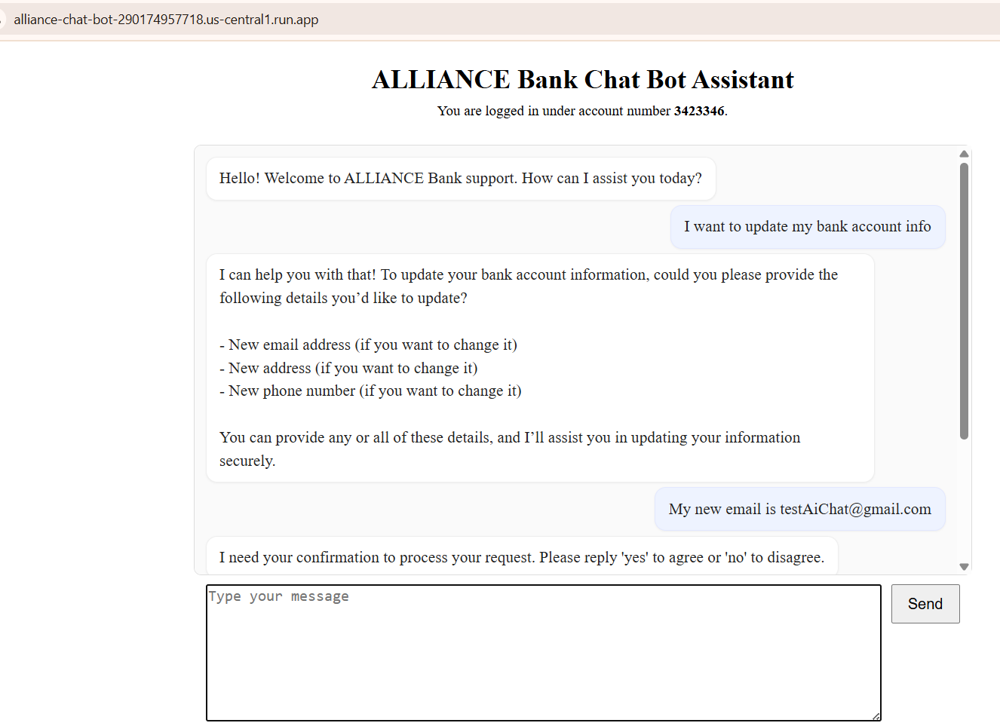 alliance-chat-bot-290174957718.us-central1.run.app
ALLIANCE Bank Chat Bot Assistant
You are logged in under account number 3423346.
Hello! Welcome to ALLIANCE Bank support. How can I assist you today?
I want to update my bank account info
I can help you with that! To update your bank account information, could you please provide the
following details you’d like to update?
- New email address (if you want to change it)
- New address (if you want to change it)
- New phone number (if you want to change it)
You can provide any or all of these details, and I’ll assist you in updating your information
securely.
My new email is testAiChat@gmail.com
I need your confirmation to process your request. Please reply 'yes' to agree or 'no' to disagree.
Type your message
Send